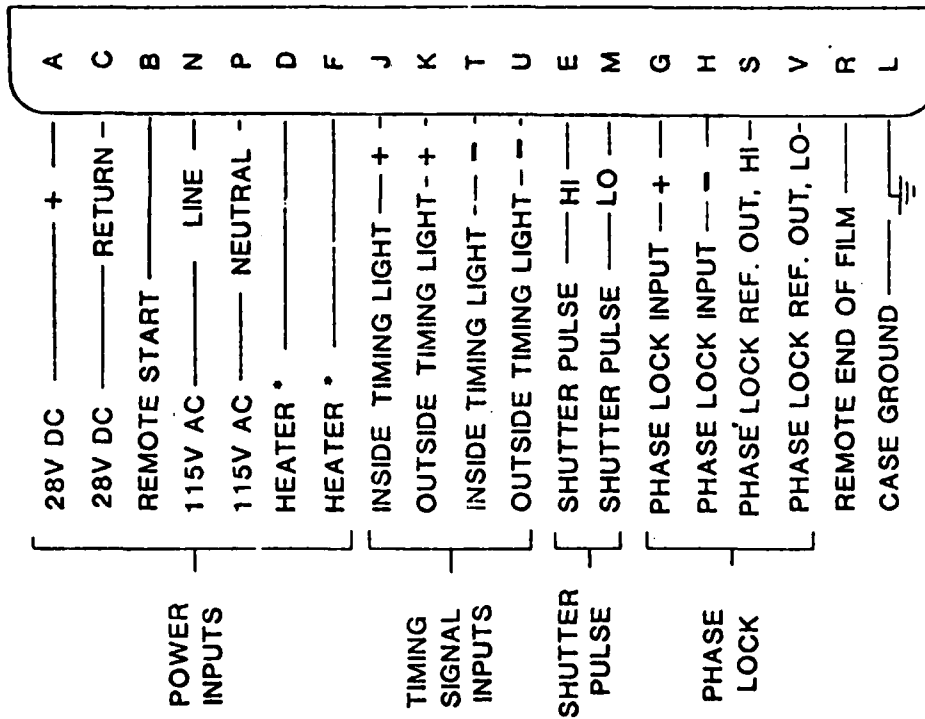 POWER
INPUTS
28V DC + A
28V DC RETURN C
REMOTE START B
115V AC LINE N
115V AC NEUTRAL P
HEATER * D
HEATER * F
TIMING
SIGNAL
INPUTS
INSIDE TIMING LIGHT + J
OUTSIDE TIMING LIGHT + K
INSIDE TIMING LIGHT - T
OUTSIDE TIMING LIGHT - U
SHUTTER
PULSE
SHUTTER PULSE HI E
SHUTTER PULSE LO M
PHASE
LOCK
PHASE LOCK INPUT + G
PHASE LOCK INPUT - H
PHASE LOCK REF. OUT, HI S
PHASE LOCK REF. OUT, LO V
REMOTE END OF FILM R
CASE GROUND L